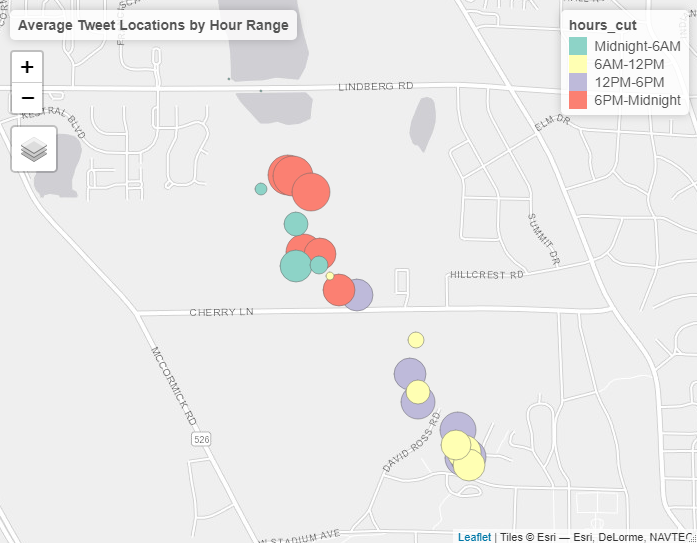 Average Tweet Locations by Hour Range
hours_cut
Midnight-6AM
6AM-12PM
12PM-6PM
6PM-Midnight
+
−
LINDBERG RD
KESTRAL BLVD
ELM DR
SUMMIT DR
HILLCREST RD
CHERRY LN
MCCORMICK RD
526
DAVID ROSS RD
W STADIUM AVE
Leaflet | Tiles © Esri — Esri, DeLorme, NAVTEQ